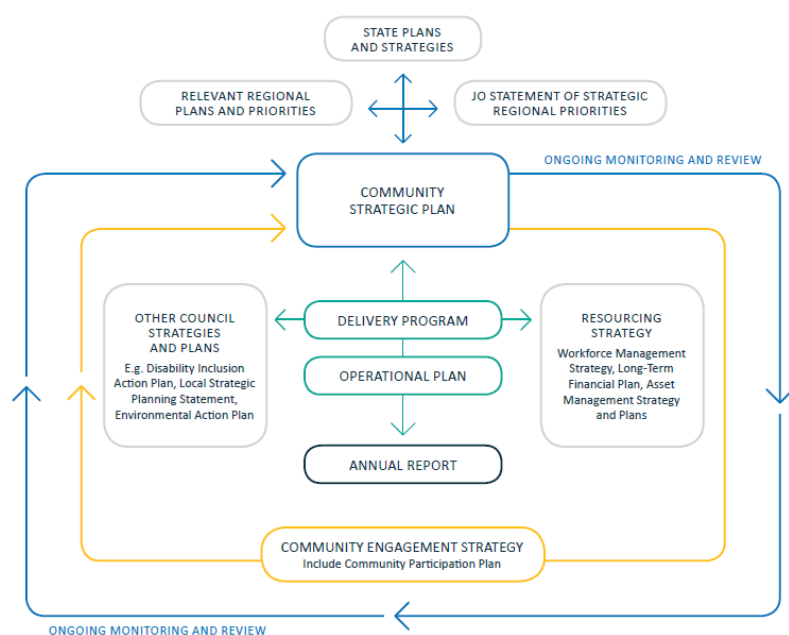 STATE PLANS
AND STRATEGIES
RELEVANT REGIONAL
PLANS AND PRIORITIES
JO STATEMENT OF STRATEGIC
REGIONAL PRIORITIES
ONGOING MONITORING AND REVIEW
COMMUNITY
STRATEGIC PLAN
OTHER COUNCIL
STRATEGIES
AND PLANS
E.g. Disability Inclusion
Action Plan, Local Strategic
Planning Statement,
Environmental Action Plan
DELIVERY PROGRAM
OPERATIONAL PLAN
ANNUAL REPORT
RESOURCING
STRATEGY
Workforce Management
Strategy, Long-Term
Financial Plan, Asset
Management Strategy
and Plans
COMMUNITY ENGAGEMENT STRATEGY
Include Community Participation Plan
ONGOING MONITORING AND REVIEW